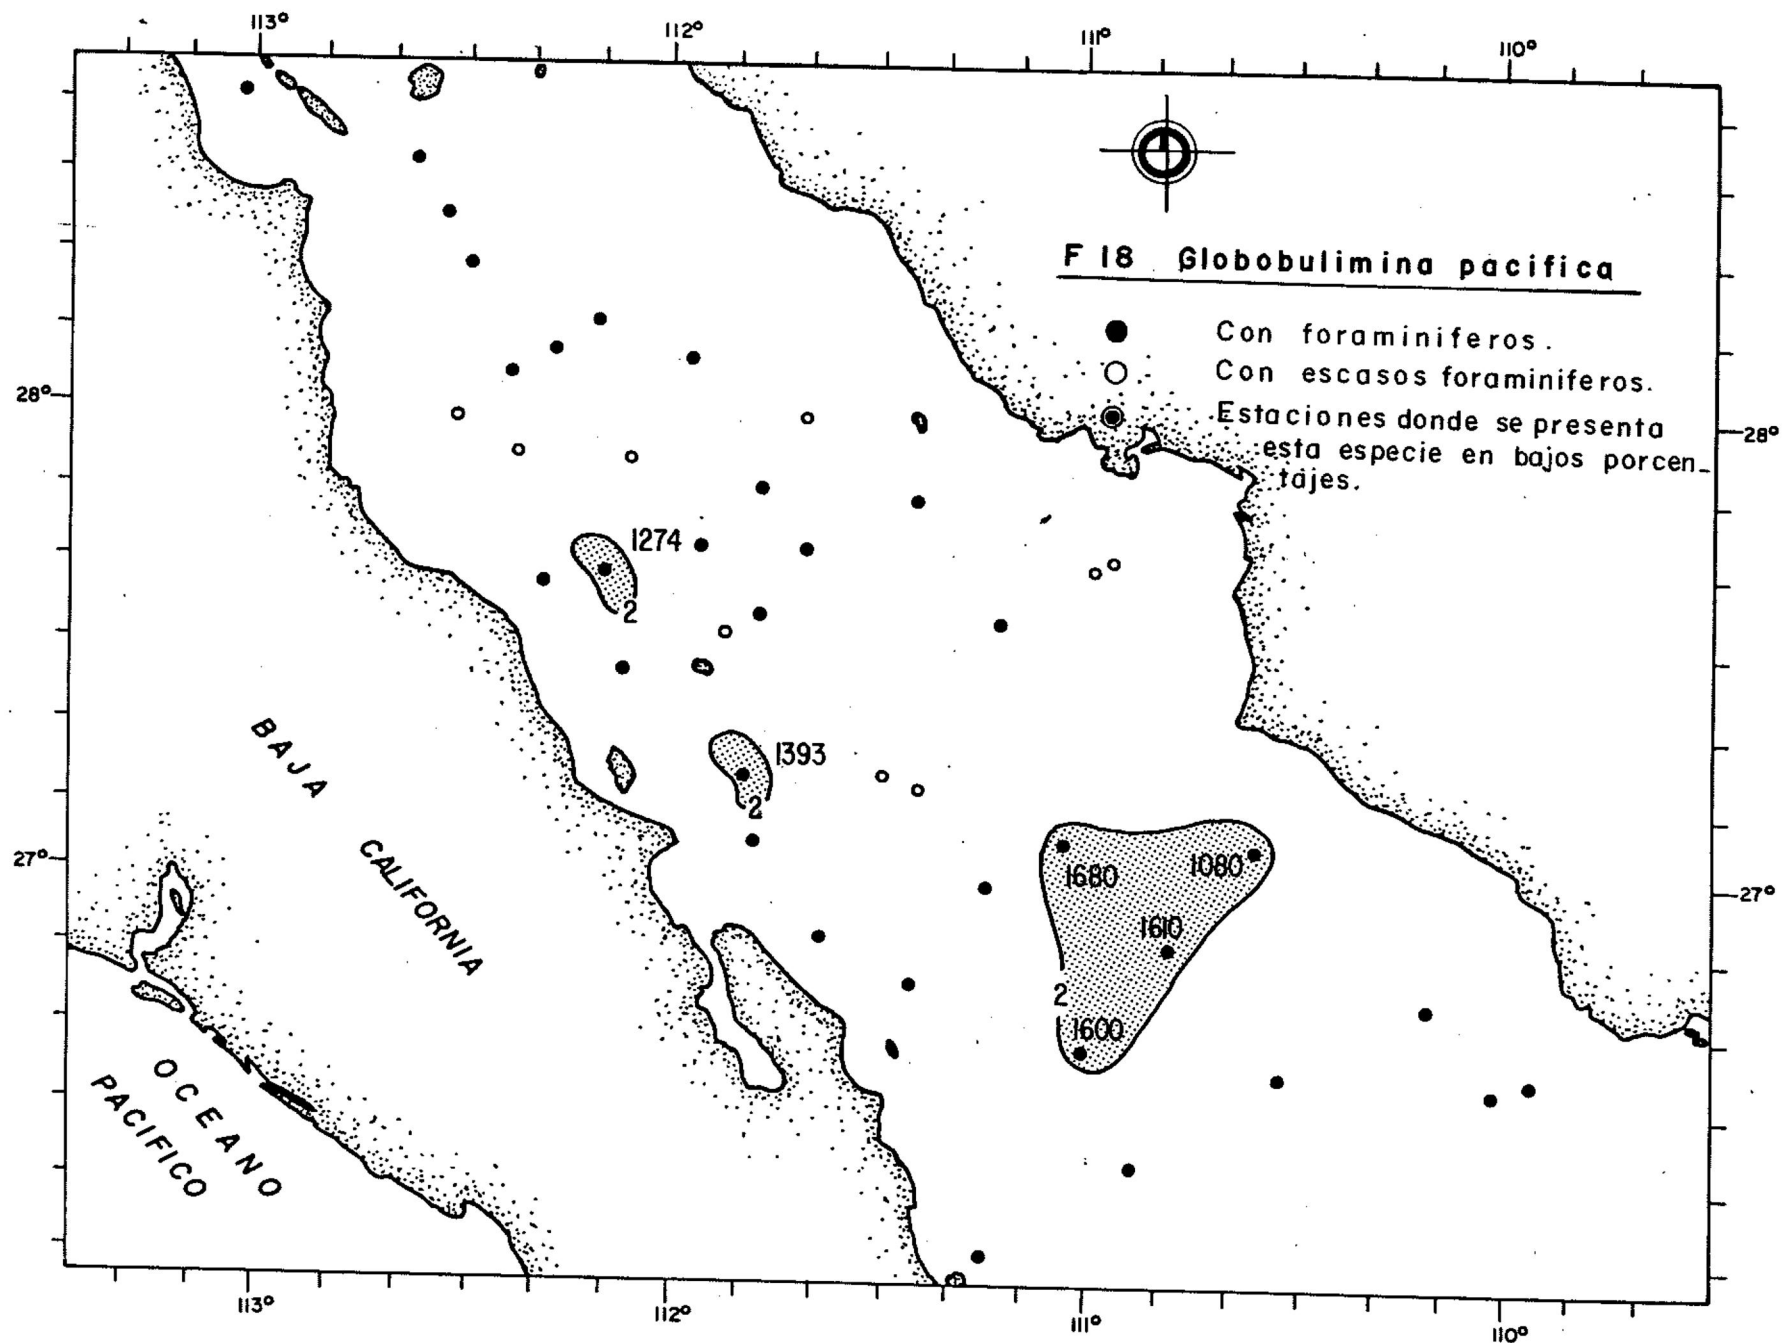 113°
112°
111°
110°
F 18 Globobulimina pacifica
Con foraminiferos.
Con escasos foraminiferos.
Estaciones donde se presenta
esta especie en bajos porcen_
tajes.
28°
28°
1274
2
1393
2
BAJA
CALIFORNIA
27°
27°
1680
1080
1610
2
1600
OCEANO
PACIFICO
113°
112°
111°
110°